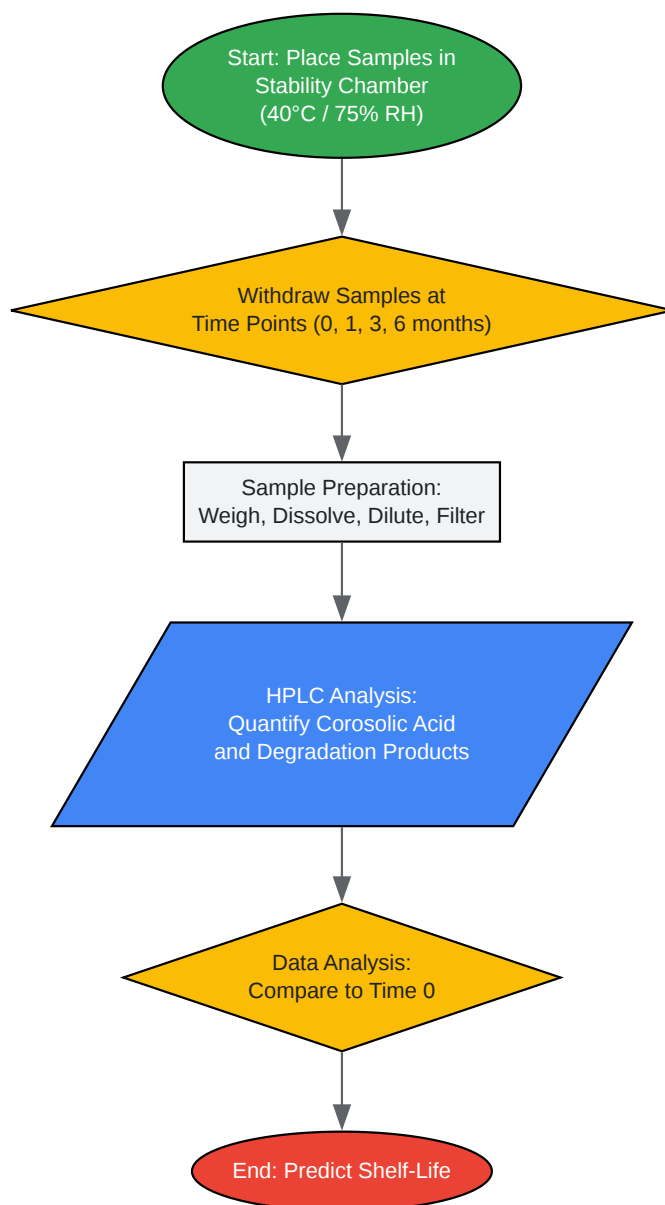 Start: Place Samples in
Stability Chamber
(40°C / 75% RH)
Withdraw Samples at
Time Points (0, 1, 3, 6 months)
Sample Preparation:
Weigh, Dissolve, Dilute, Filter
HPLC Analysis:
Quantify Corosolic Acid
and Degradation Products
Data Analysis:
Compare to Time 0
End: Predict Shelf-Life